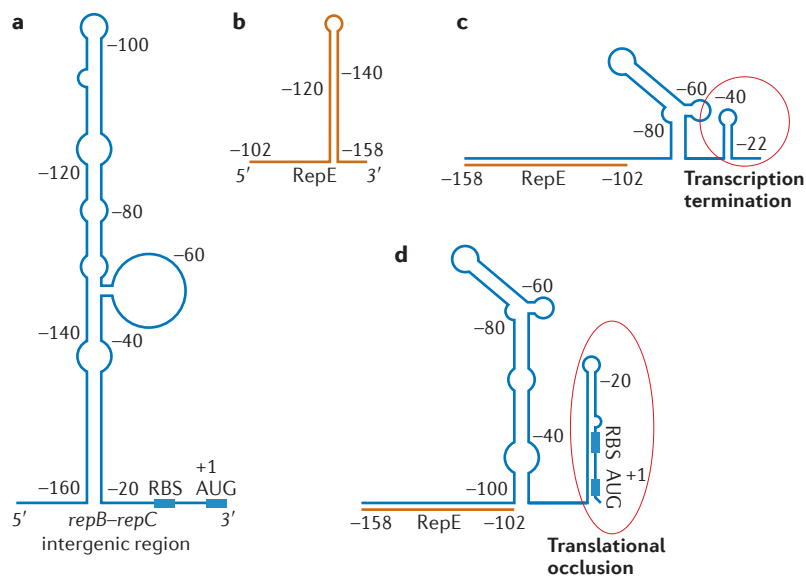 a
−100
−120
−80
−60
−140
−40
−160
−20
RBS
+1
AUG
5′
repB–repC
3′
intergenic region
b
−120
−140
−102
−158
5′
RepE
3′
c
−60
−40
−80
−22
−158
RepE
−102
Transcription
termination
d
−60
−80
−20
−40
RBS
AUG
+1
−100
−158
RepE
−102
Translational
occlusion